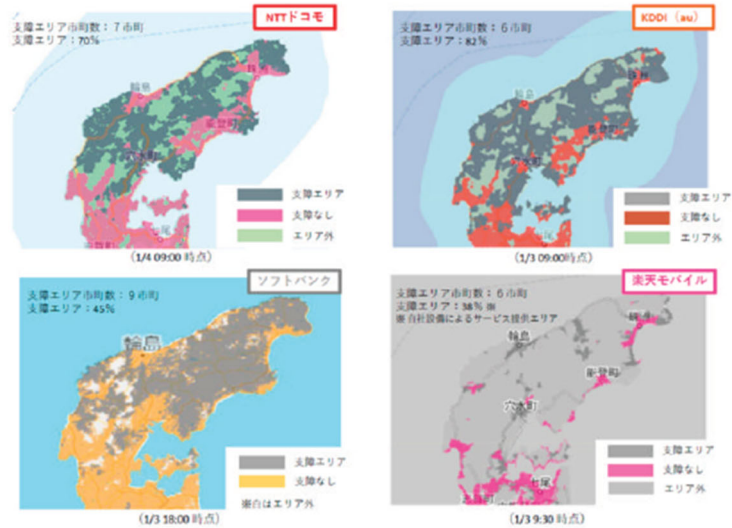 NTTドコモ
支障エリア市町数：７市町
支障エリア：70%
輪島
珠洲
能登町
穴水町
支障エリア
支障なし
エリア外
（1/4 09:00 時点）
KDDI（au）
支障エリア市町数：６市町
支障エリア：82%
輪島
珠洲
能登町
穴水町
支障エリア
支障なし
エリア外
（1/3 09:00時点）
ソフトバンク
支障エリア市町数：９市町
支障エリア：45%
輪島
支障エリア
支障なし
※白はエリア外
（1/3 18:00 時点）
楽天モバイル
支障エリア市町数：６市町
支障エリア：38% ※
※ 自社設備によるサービス提供エリア
輪島
珠洲
能登町
穴水町
七尾
支障エリア
支障なし
エリア外
（1/3 9:30時点）